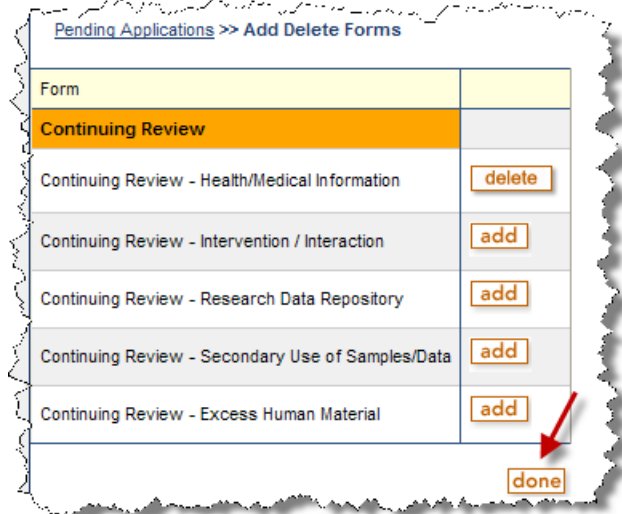 Pending Applications >> Add Delete Forms
Form
Continuing Review
Continuing Review - Health/Medical Information delete
Continuing Review - Intervention / Interaction add
Continuing Review - Research Data Repository add
Continuing Review - Secondary Use of Samples/Data add
Continuing Review - Excess Human Material add
done